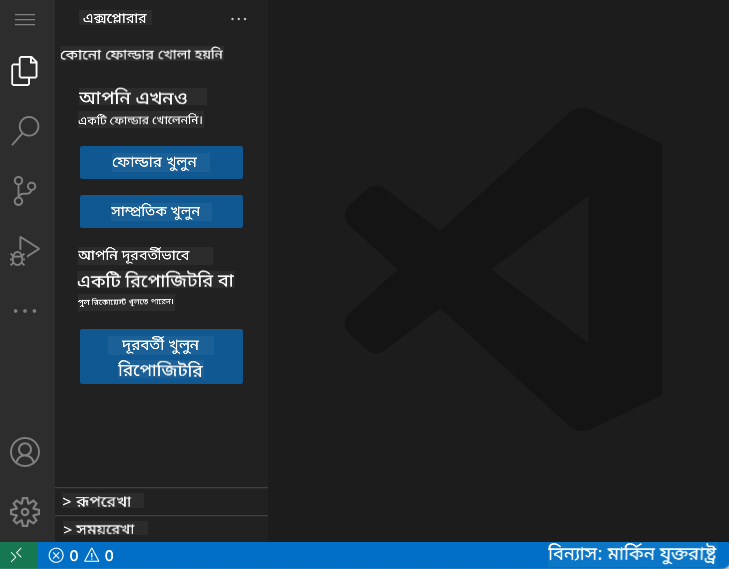 এক্সপ্লোরার
কোনো ফোল্ডার খোলা হয়নি
আপনি এখনও
একটি ফোল্ডার খোলেননি।
ফোল্ডার খুলুন
সাম্প্রতিক খুলুন
আপনি দূরবর্তীভাবে
একটি রিপোজিটরি বা
পুল রিকোয়েস্ট খুলতে পারেন।
দূরবর্তী খুলুন
রিপোজিটরি
> রূপরেখা
> সময়রেখা
0 0
বিন্যাস: মার্কিন যুক্তরাষ্ট্র